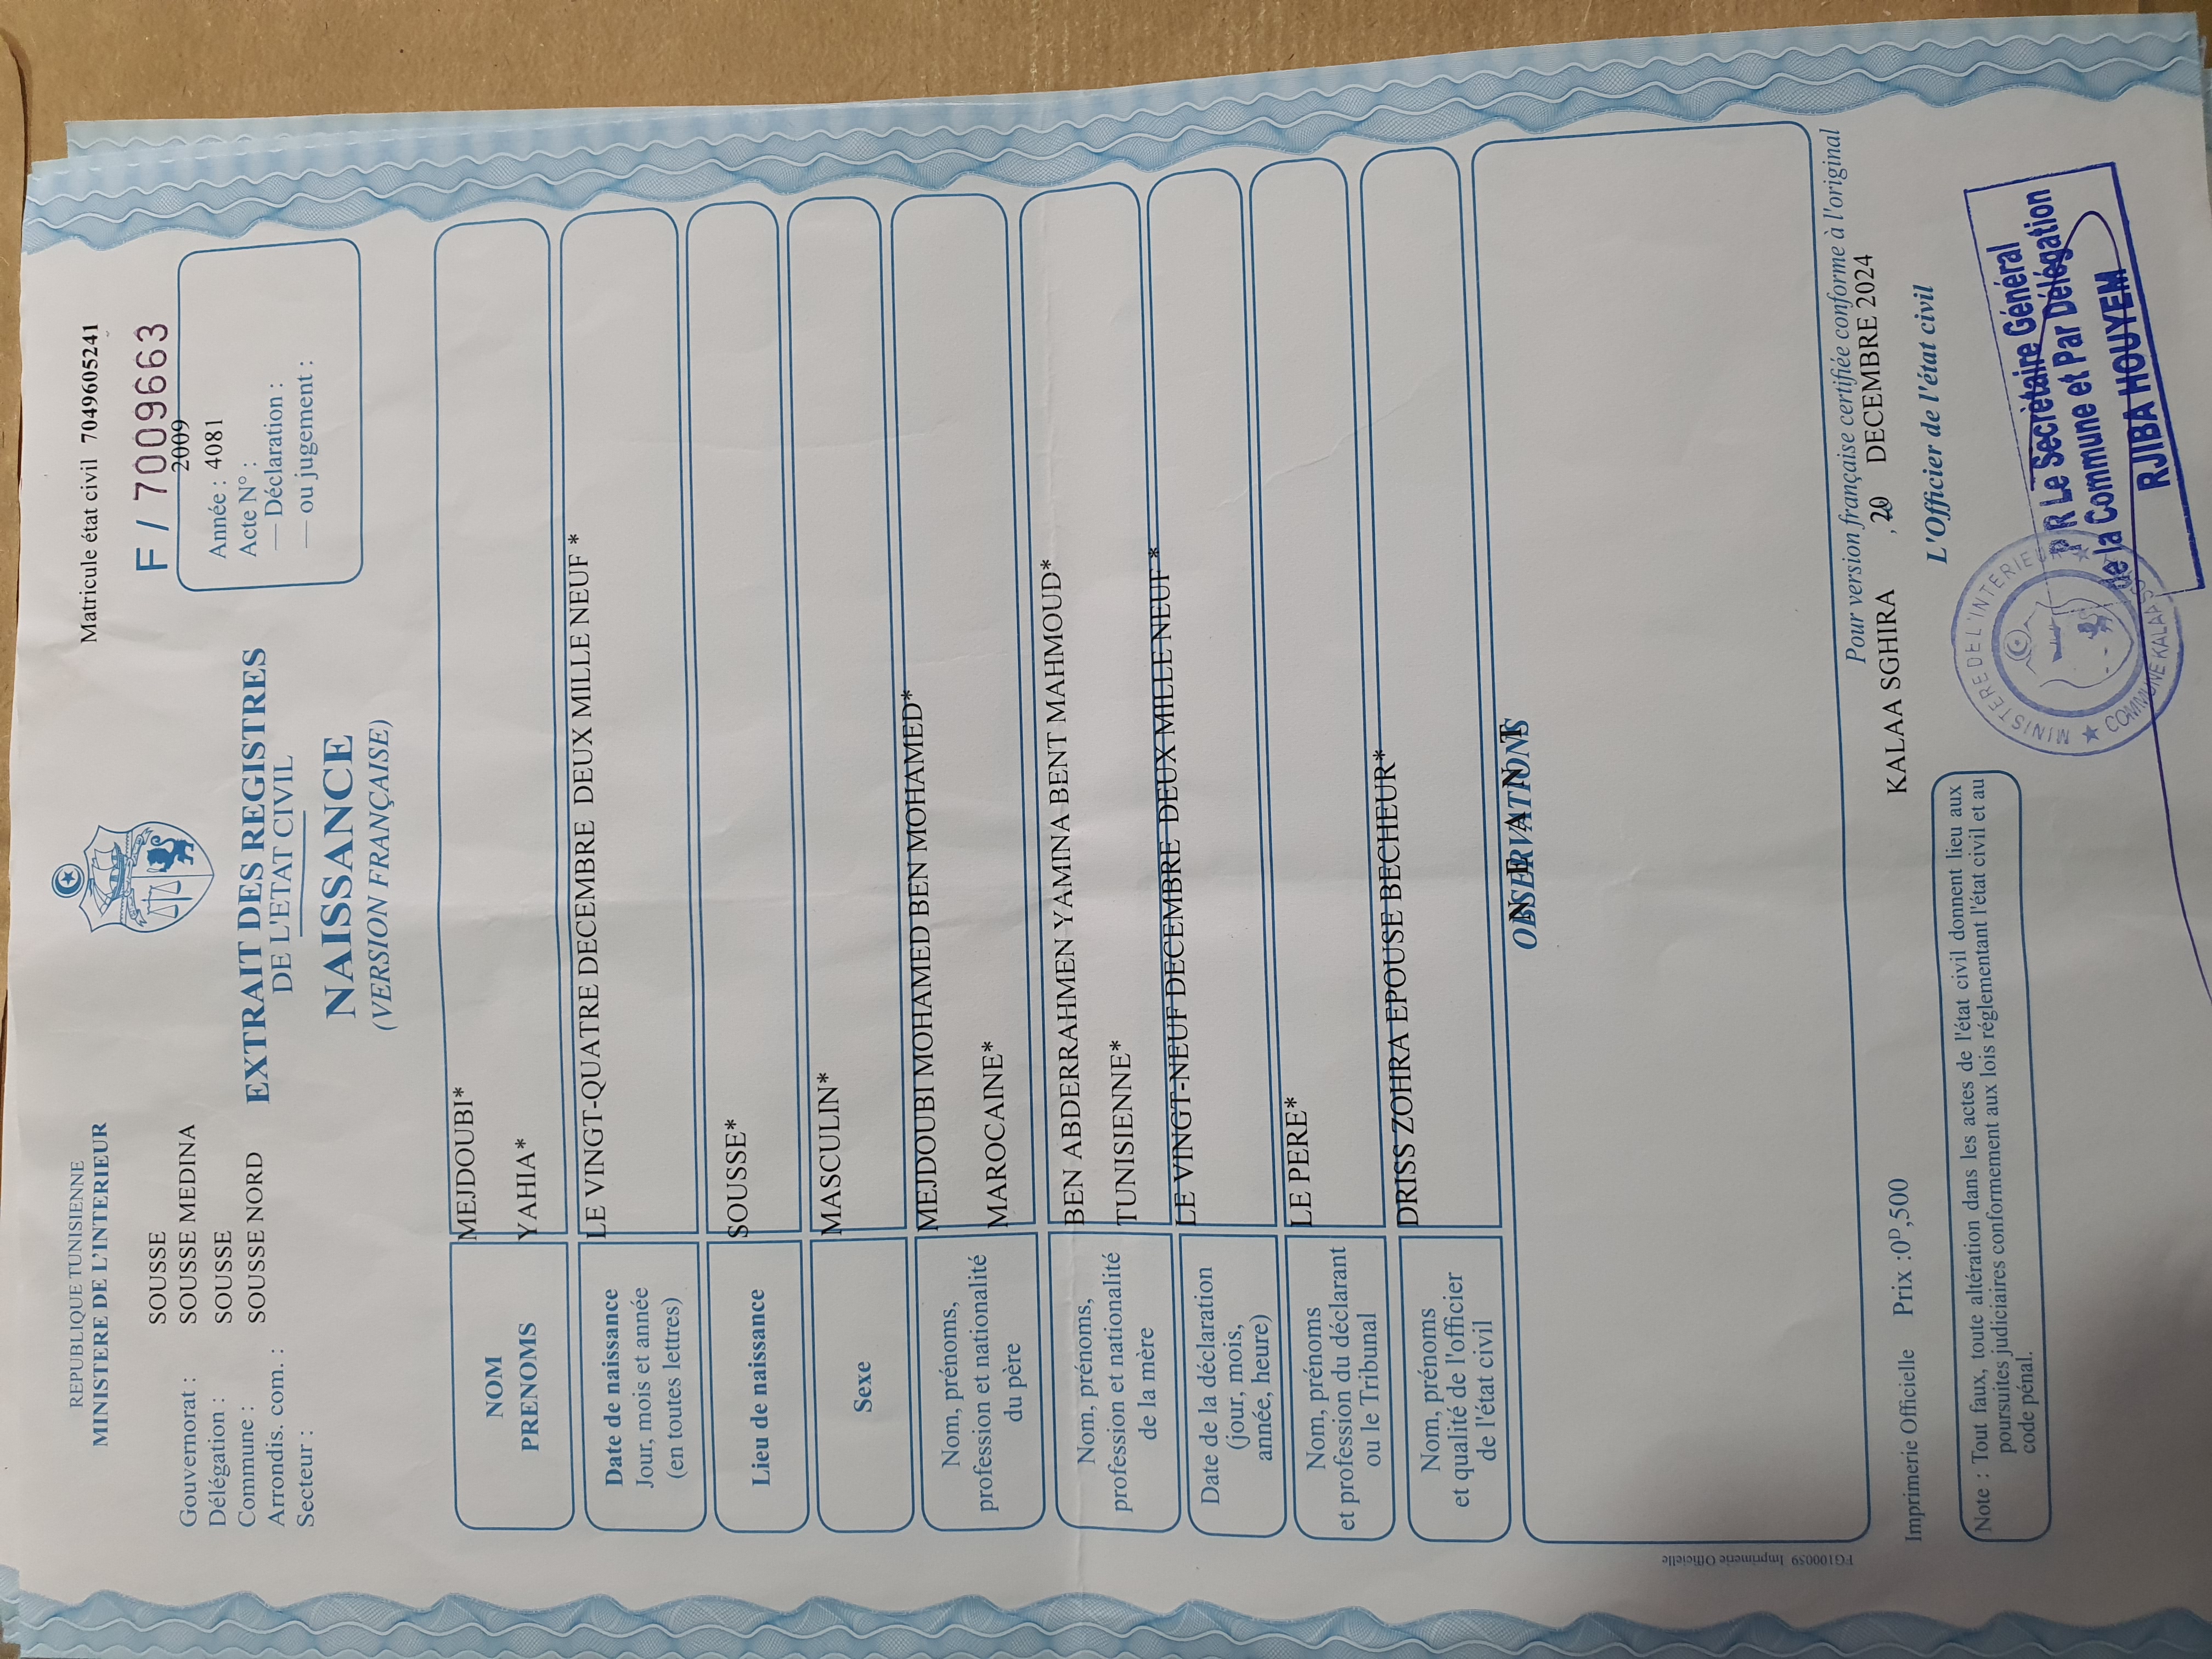 REPUBLIQUE TUNISIENNE
MINISTERE DE L'INTERIEUR
Matricule état civil 7049605241
F / 7009663
Gouvernorat : SOUSSE
Délégation : SOUSSE MEDINA
Commune : SOUSSE
Arrondis. com. : SOUSSE NORD
Secteur :
2009
Année : 4081
Acte N° :
— Déclaration :
— ou jugement :
EXTRAIT DES REGISTRES
DE L'ETAT CIVIL
NAISSANCE
(VERSION FRANÇAISE)
NOM
PRENOMS
MEJDOUBI*
YAHIA*
Date de naissance
Jour, mois et année
(en toutes lettres)
LE VINGT-QUATRE DECEMBRE DEUX MILLE NEUF *
Lieu de naissance
SOUSSE*
Sexe
MASCULIN*
Nom, prénoms,
profession et nationalité
du père
MEJDOUBI MOHAMED BEN MOHAMED*
MAROCAINE*
Nom, prénoms,
profession et nationalité
de la mère
BEN ABDERRAHMEN YAMINA BENT MAHMOUD*
TUNISIENNE*
Date de la déclaration
(jour, mois,
année, heure)
LE VINGT-NEUF DECEMBRE DEUX MILLE NEUF *
Nom, prénoms
et profession du déclarant
ou le Tribunal
LE PERE*
Nom, prénoms
et qualité de l'officier
de l'état civil
DRISS ZOHRA EPOUSE BECHEUR*
OBSERVATIONS
N E A N T
Pour version française certifiée conforme à l'original
KALAA SGHIRA , 20 DECEMBRE 2024
L'Officier de l'état civil
P R Le Secrètaire Général
de la Commune et Par Délégation
RJIBA HOUYEM
MINISTERE DE L'INTERIEUR
COMMUNE KALAA
FG100059 Imprimerie Officielle
Imprimerie Officielle Prix :0D,500
Note : Tout faux, toute altération dans les actes de l'état civil donnent lieu aux
poursuites judiciaires conformement aux lois réglementant l'état civil et au
code pénal.